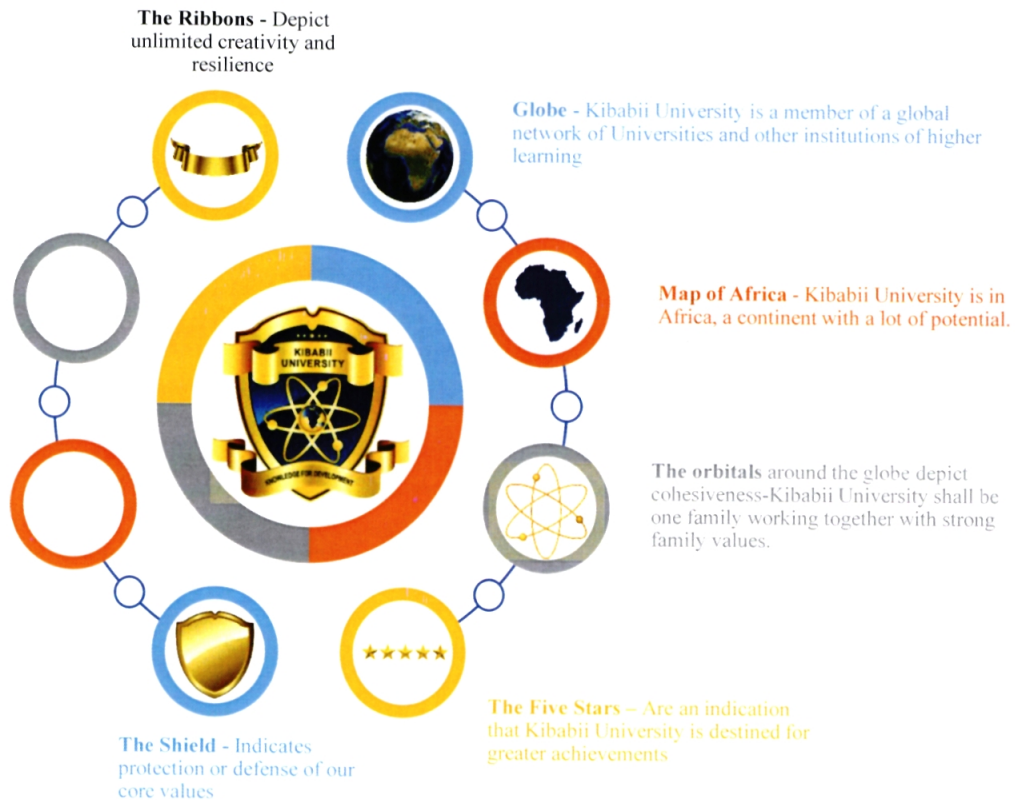 The Ribbons - Depict
unlimited creativity and
resilience
Globe - Kibabii University is a member of a global
network of Universities and other institutions of higher
learning
Map of Africa - Kibabii University is in
Africa, a continent with a lot of potential.
KIBABII
UNIVERSITY
KNOWLEDGE FOR DEVELOPMENT
The orbitals around the globe depict
cohesiveness-Kibabii University shall be
one family working together with strong
family values.
The Five Stars – Are an indication
that Kibabii University is destined for
greater achievements
The Shield - Indicates
protection or defense of our
core values